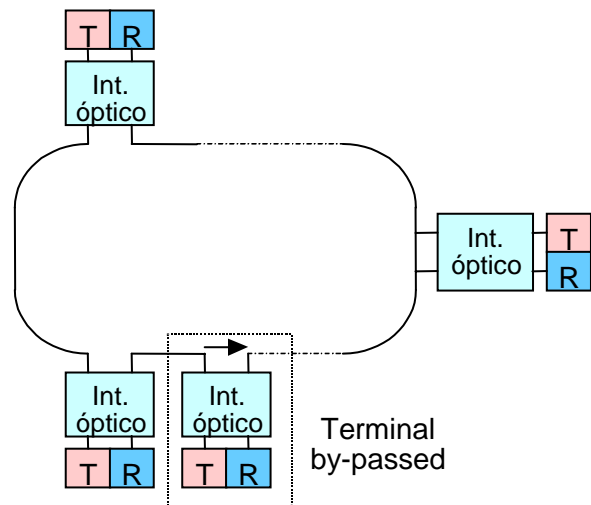 T R
Int.
óptico
Int.
óptico
T
R
Int.
óptico
T R
Int.
óptico
T R
Terminal
by-passed